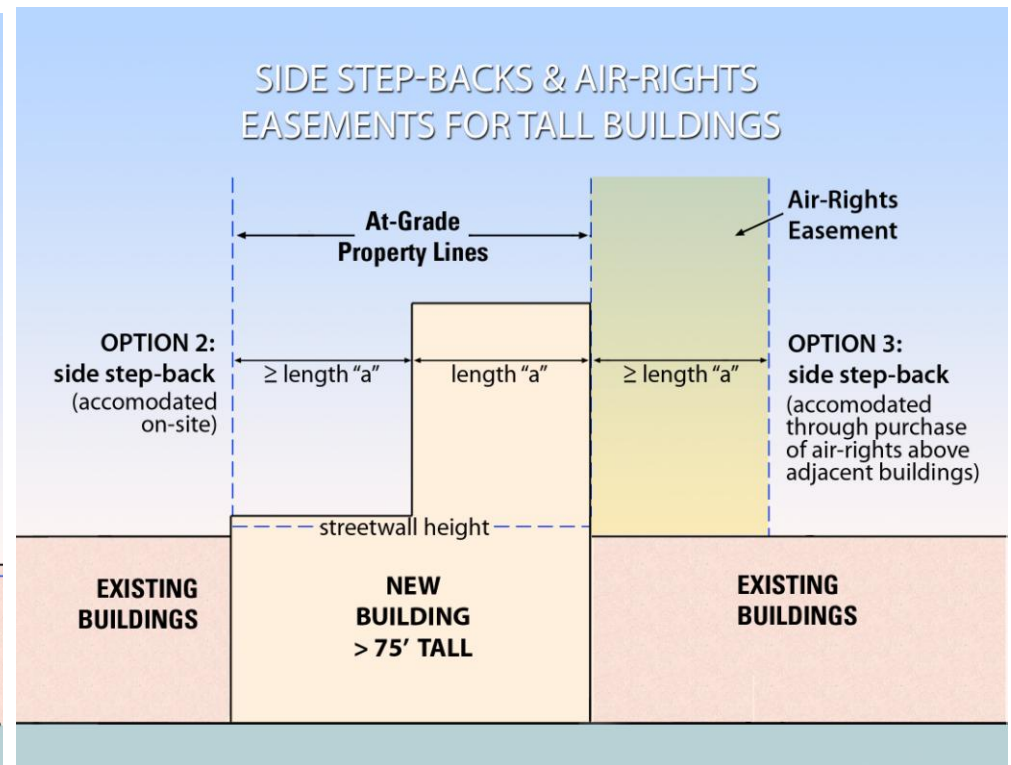 SIDE STEP-BACKS & AIR-RIGHTS
EASEMENTS FOR TALL BUILDINGS
At-Grade
Property Lines
Air-Rights
Easement
OPTION 2:
side step-back
(accomodated
on-site)
≥ length “a”
length “a”
≥ length “a”
OPTION 3:
side step-back
(accomodated
through purchase
of air-rights above
adjacent buildings)
streetwall height
EXISTING
BUILDINGS
NEW
BUILDING
> 75’ TALL
EXISTING
BUILDINGS